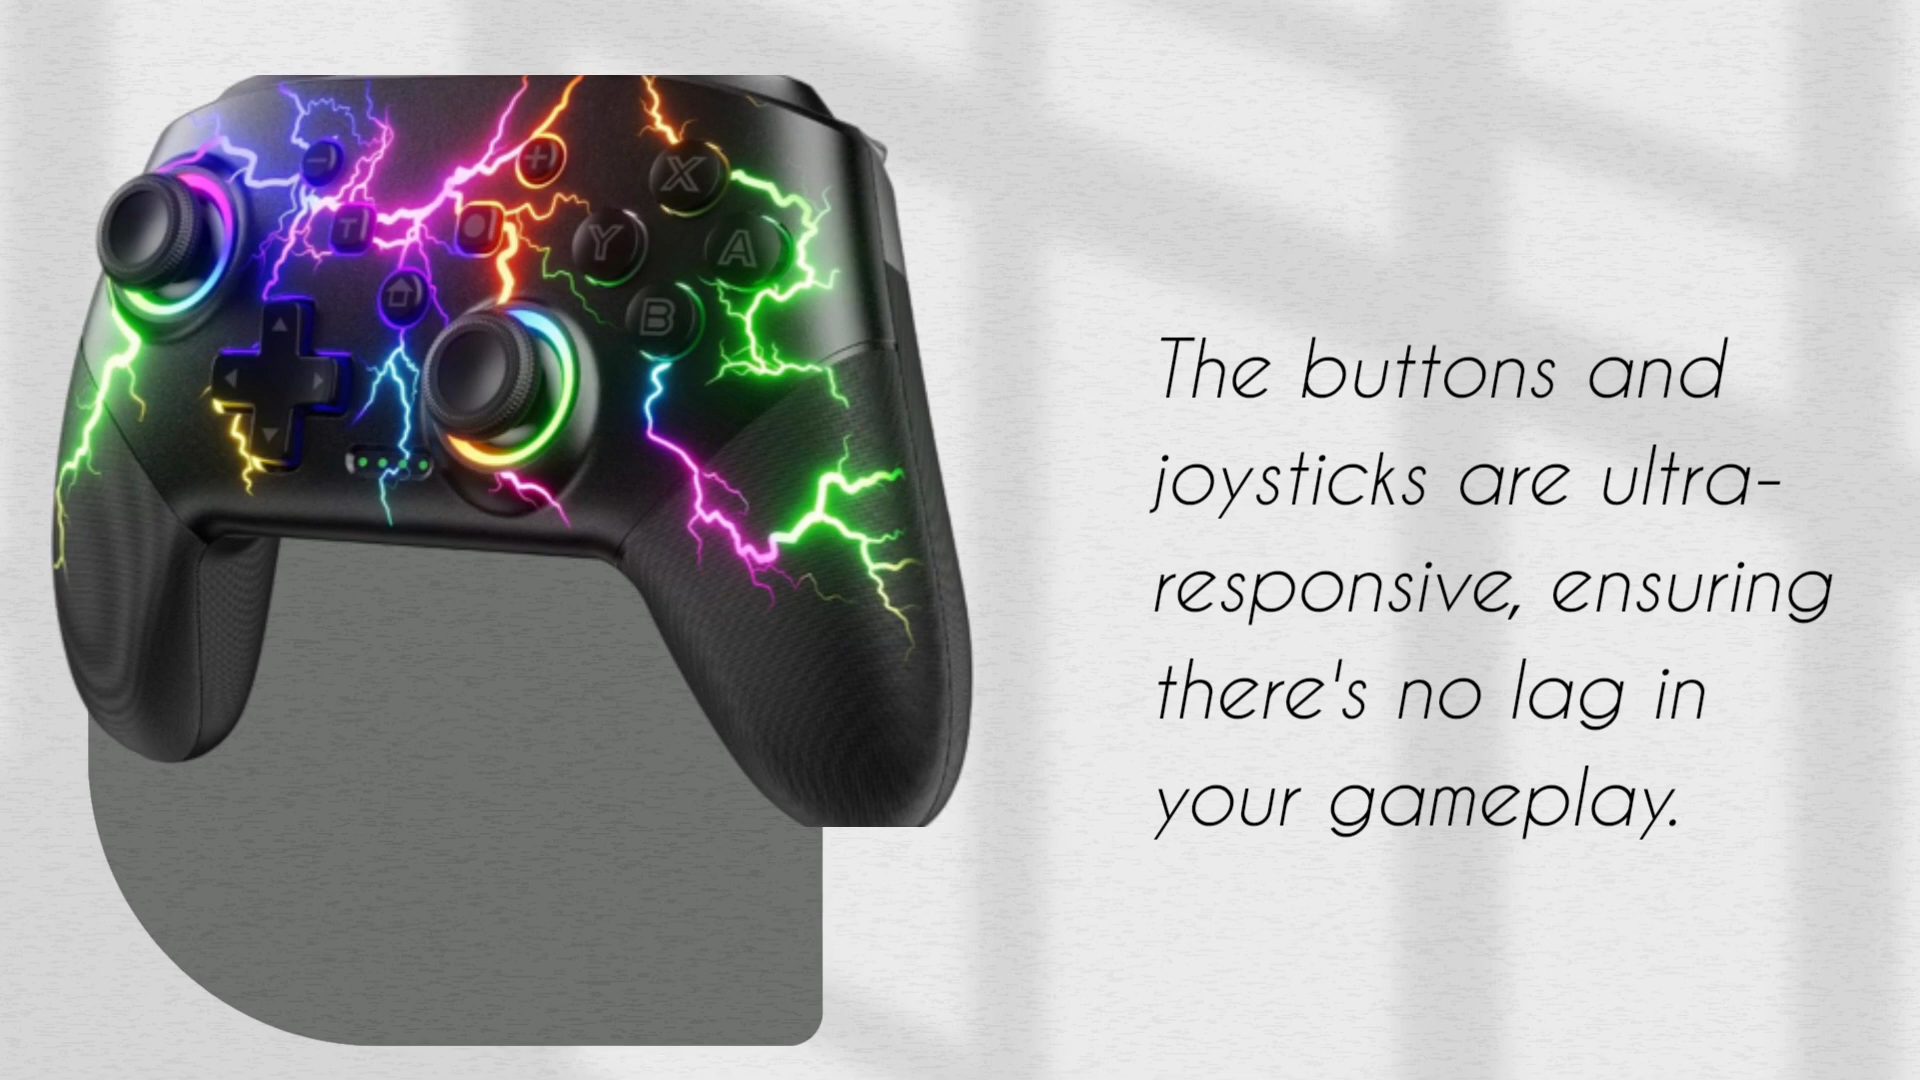 X
Y
A
B
T
The buttons and
joysticks are ultra-
responsive, ensuring
there's no lag in
your gameplay.